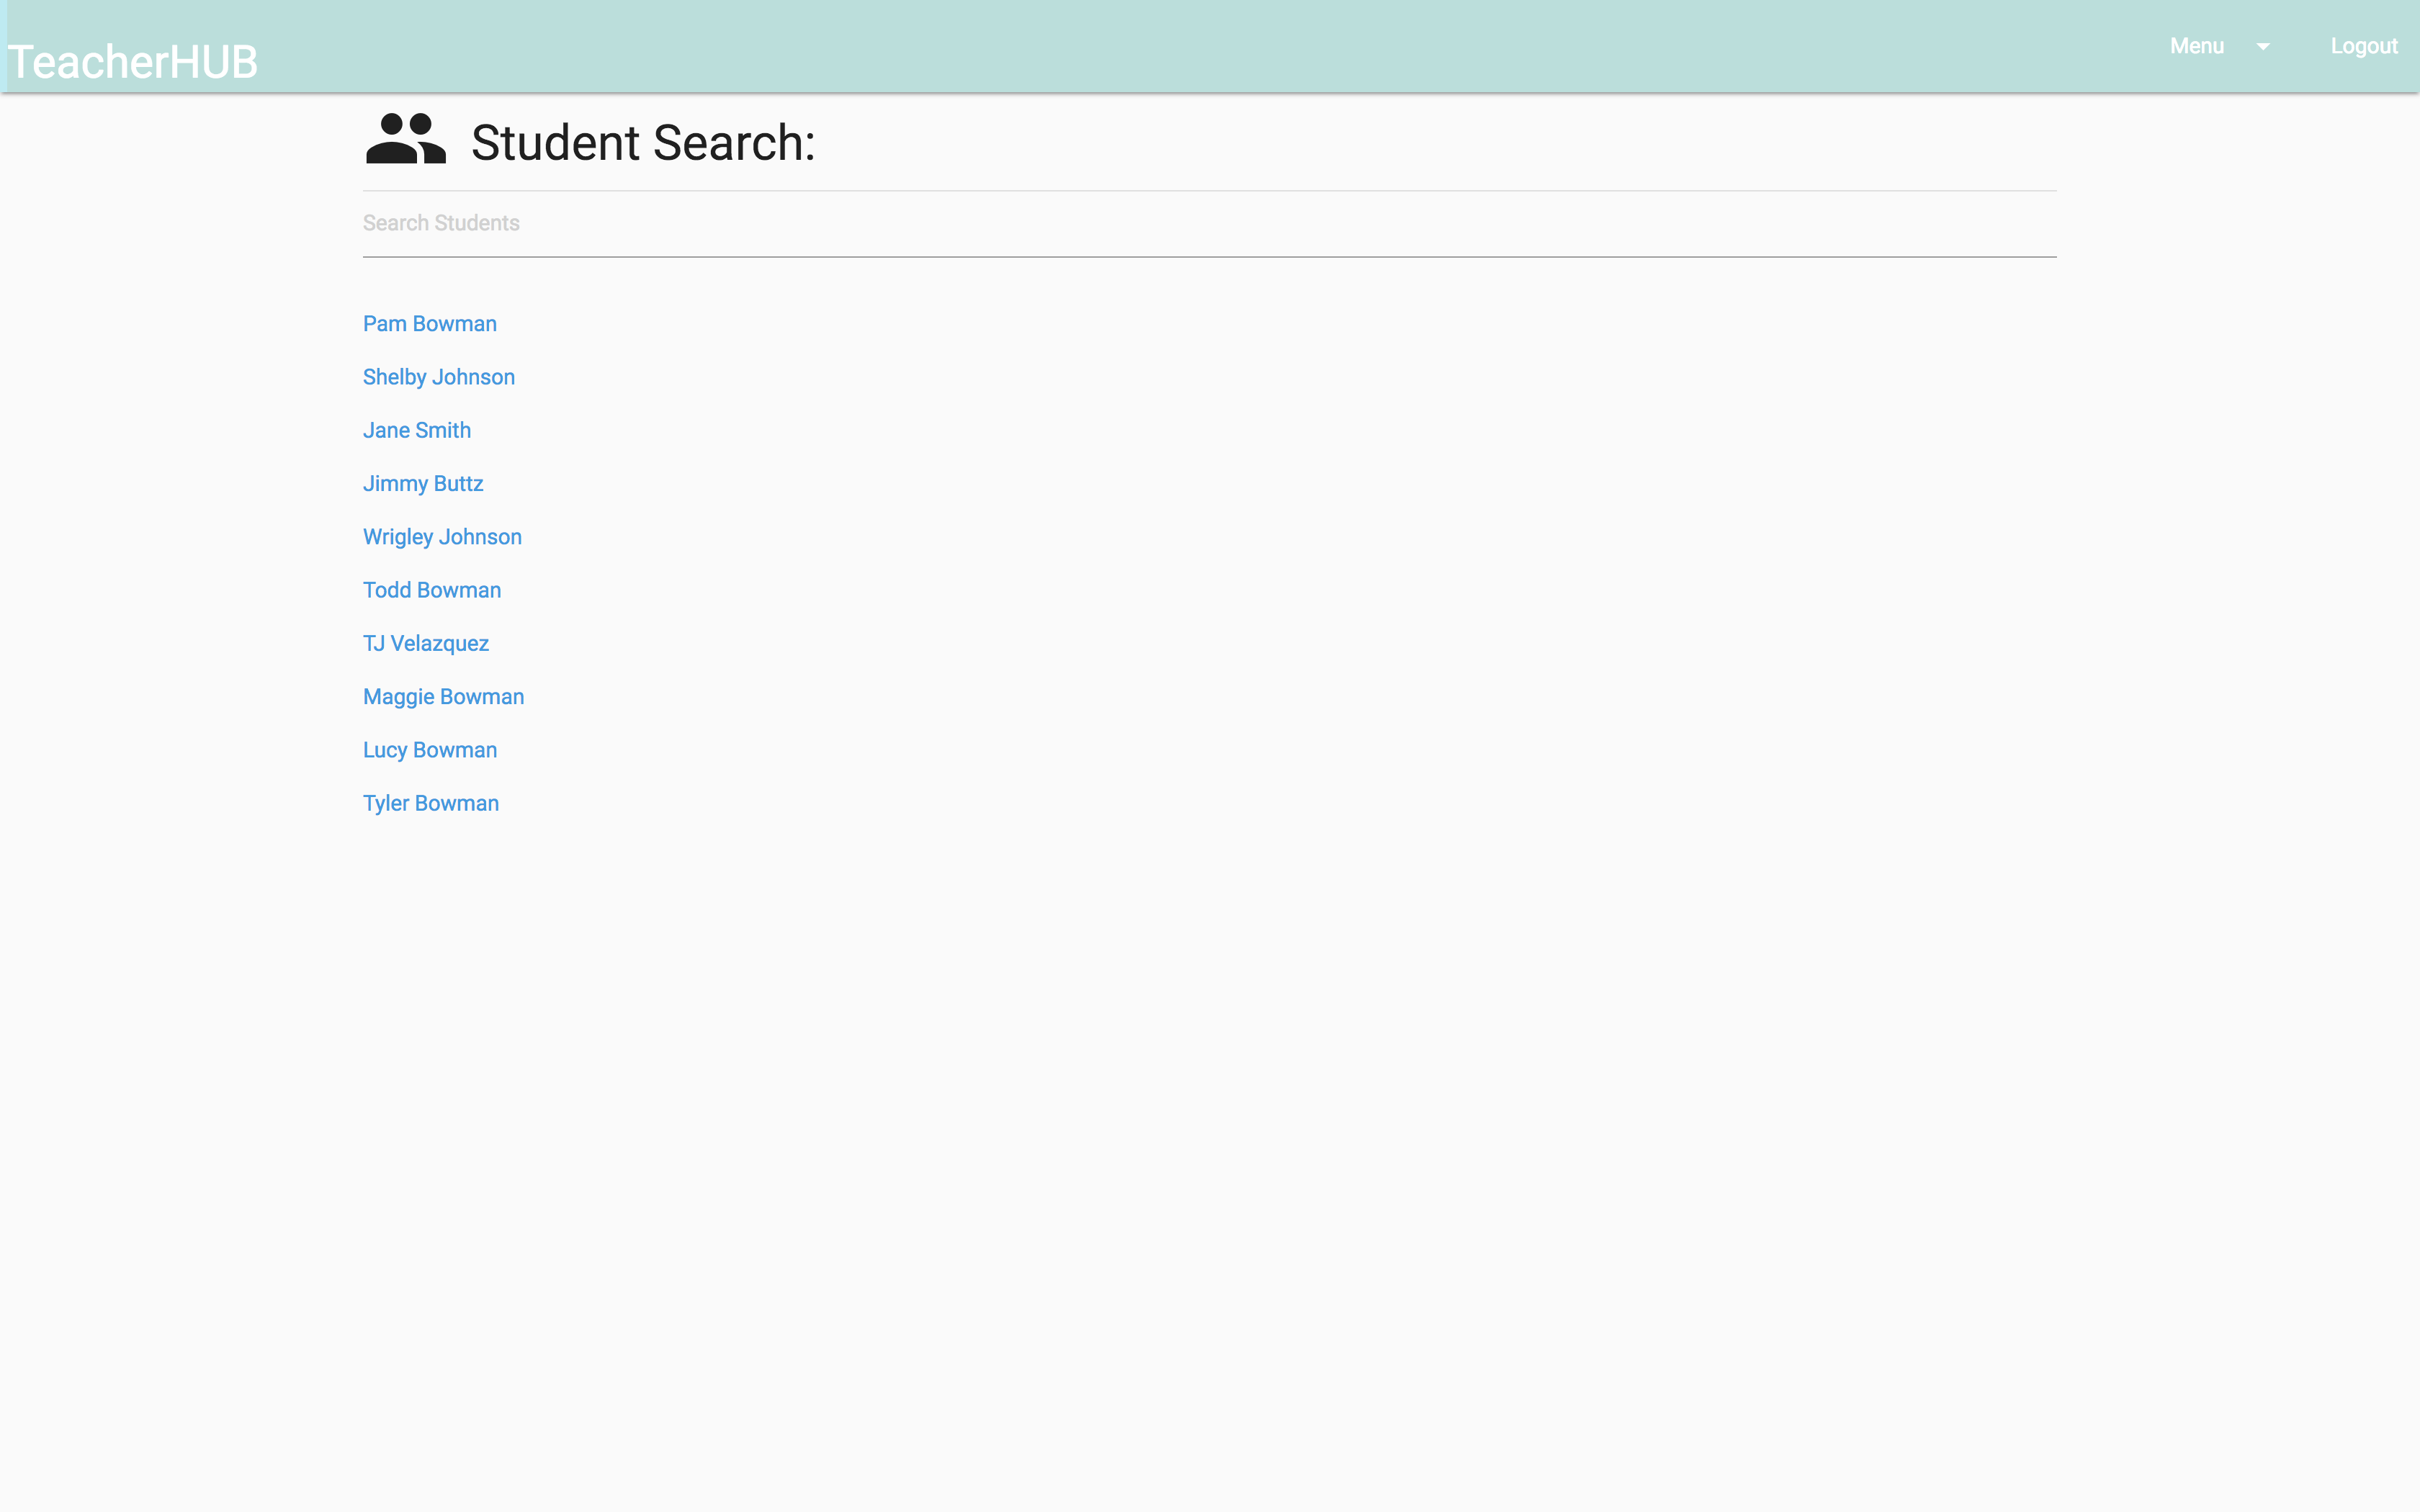 TeacherHUB
Menu Logout
Student Search:
Search Students
Pam Bowman
Shelby Johnson
Jane Smith
Jimmy Buttz
Wrigley Johnson
Todd Bowman
TJ Velazquez
Maggie Bowman
Lucy Bowman
Tyler Bowman